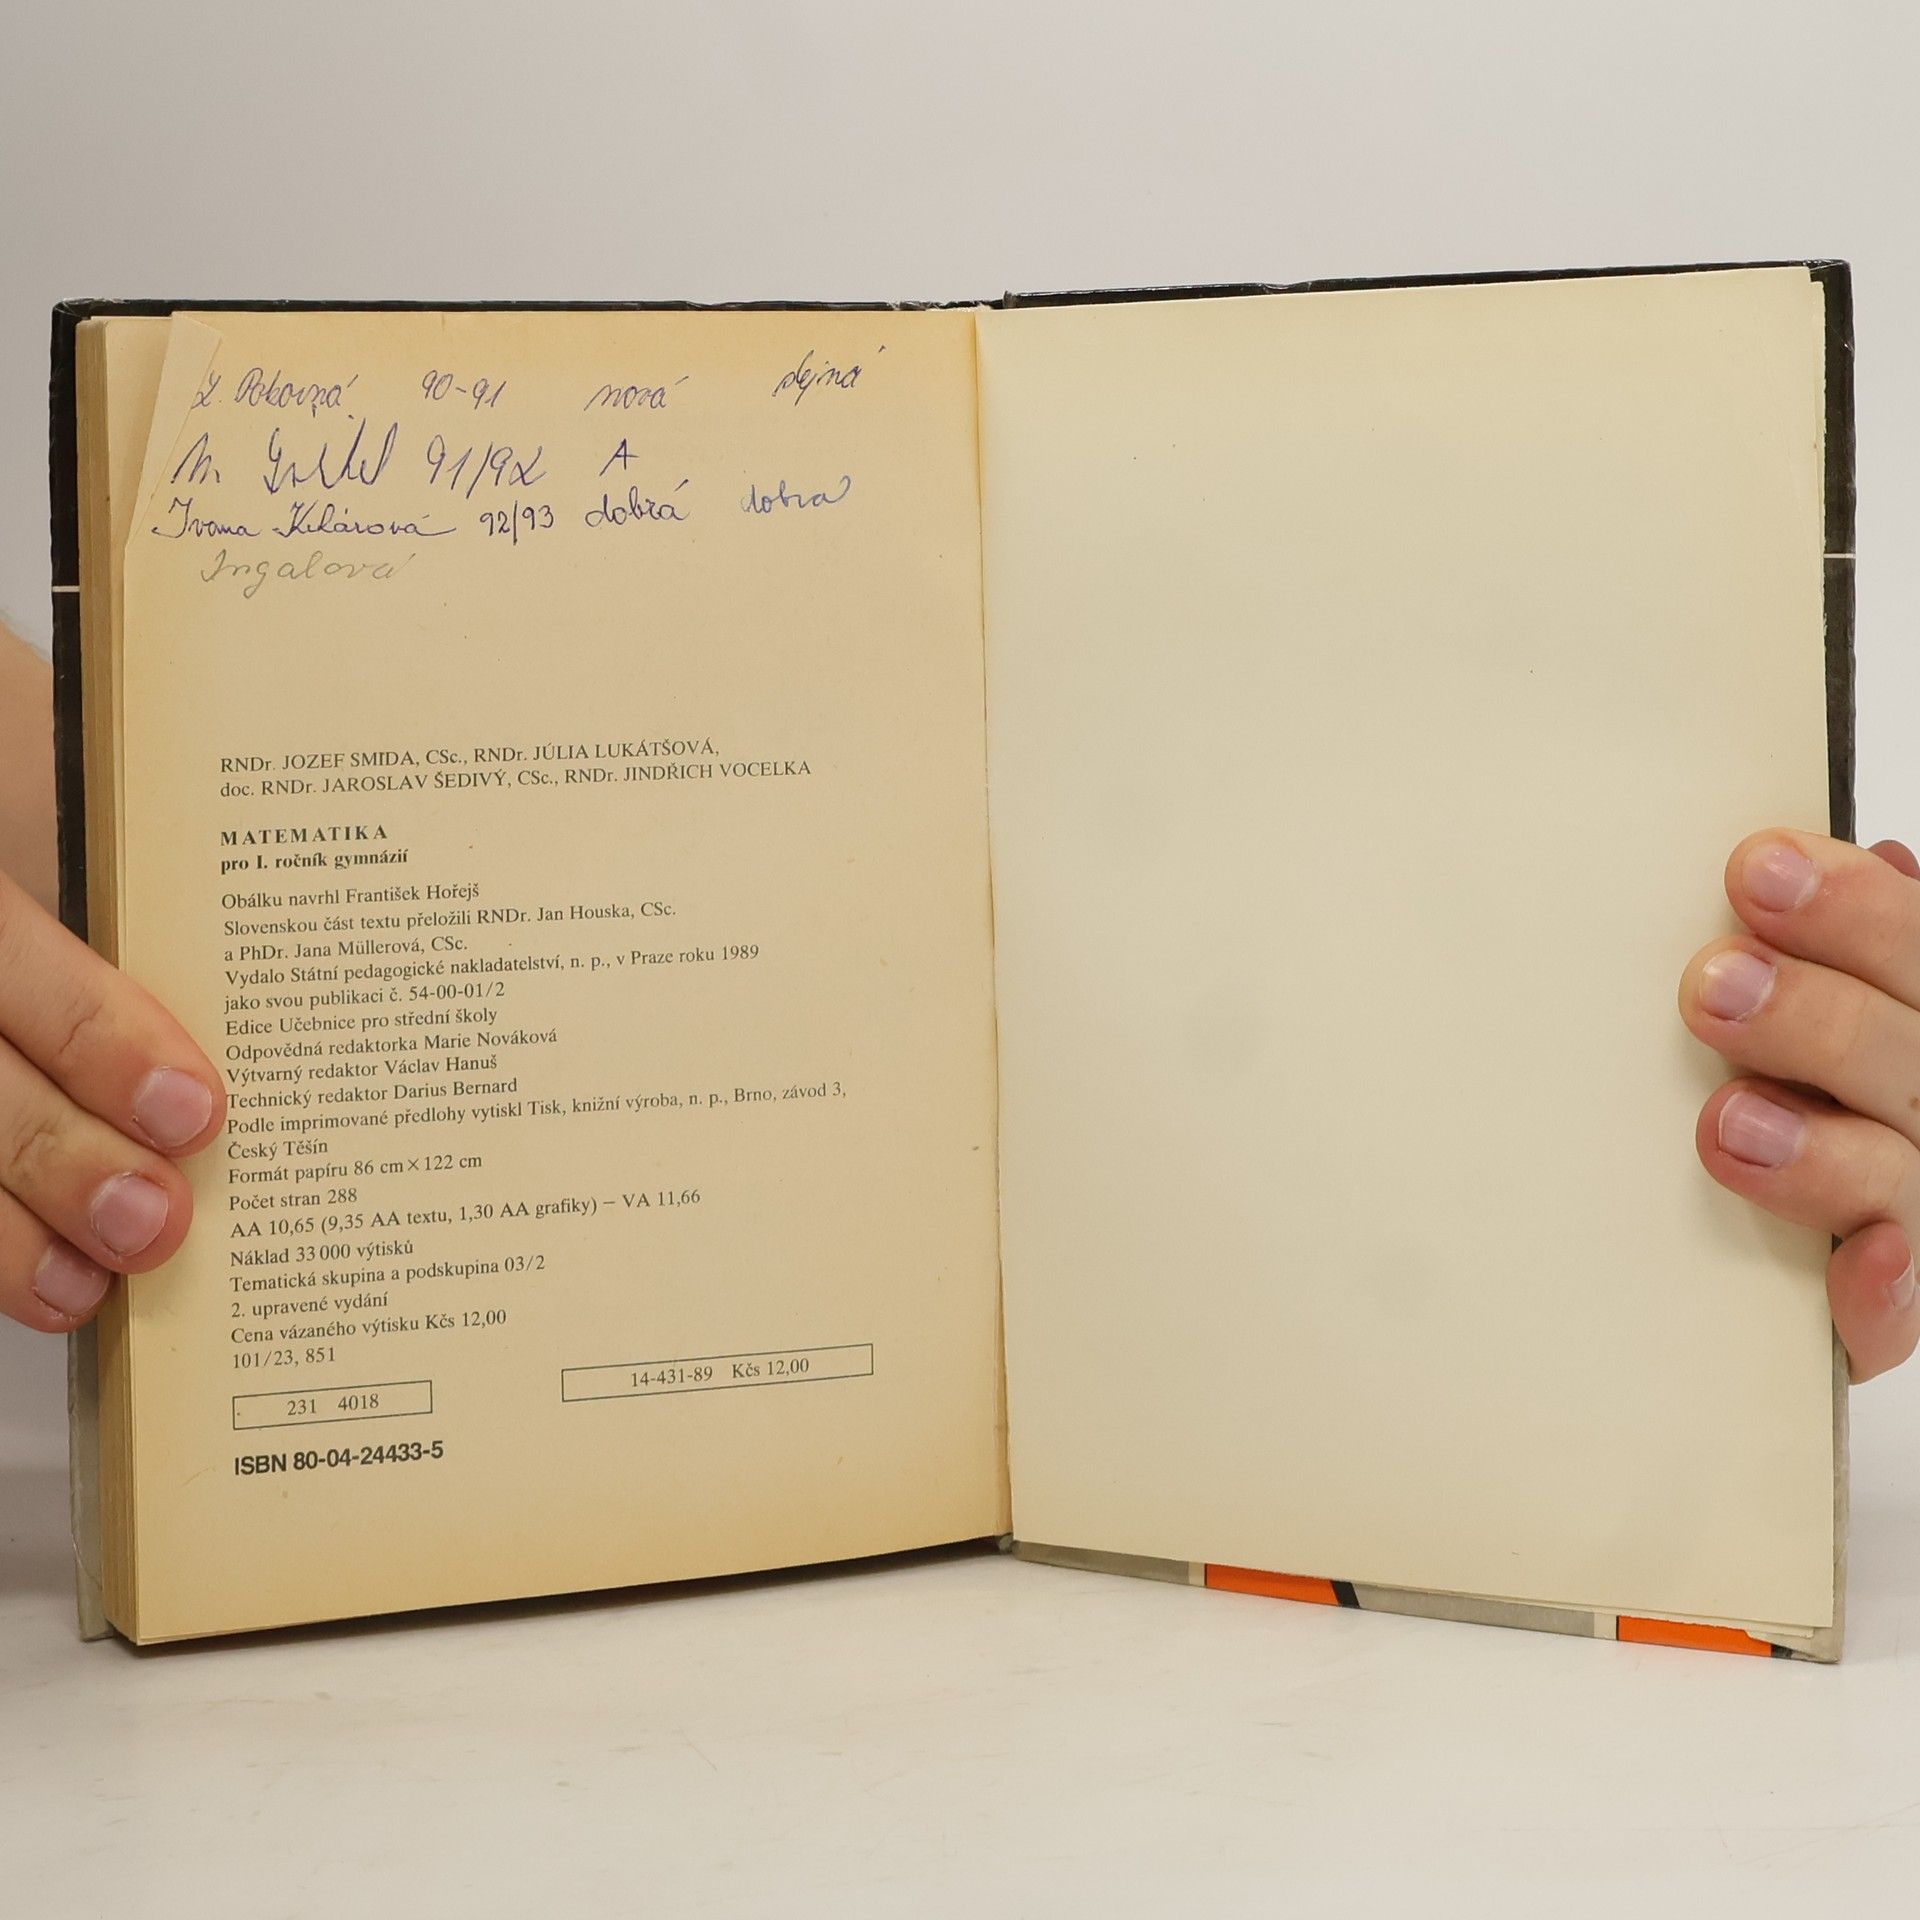 90-91 nová
91/92 A
Ivana Klárová 92/93 dobrá dobrá
Ingalová
RNDr. JOZEF SMIDA, CSc., RNDr. JÚLIA LUKÁTŠOVÁ,
doc. RNDr. JAROSLAV ŠEDIVÝ, CSc., RNDr. JINDŘICH VOCELKA
MATEMATIKA
pro I. ročník gymnázií
Obálku navrhl František Hořejš
Slovenskou část textu přeložili RNDr. Jan Houska, CSc.
a PhDr. Jana Müllerová, CSc.
Vydalo Státní pedagogické nakladatelství, n. p., v Praze roku 1989
jako svou publikaci č. 54-00-01/2
Edice Učebnice pro střední školy
Odpovědná redaktorka Marie Nováková
Výtvarný redaktor Václav Hanuš
Technický redaktor Darius Bernard
Podle imprimované předlohy vytiskl Tisk, knižní výroba, n. p., Brno, závod 3,
Český Těšín
Formát papíru 86 cm × 122 cm
Počet stran 288
AA 10,65 (9,35 AA textu, 1,30 AA grafiky) – VA 11,66
Náklad 33 000 výtisků
Tematická skupina a podskupina 03/2
2. upravené vydání
Cena vázaného výtisku Kčs 12,00
101/23, 851
231 4018
14-431-89 Kčs 12,00
ISBN 80-04-24433-5